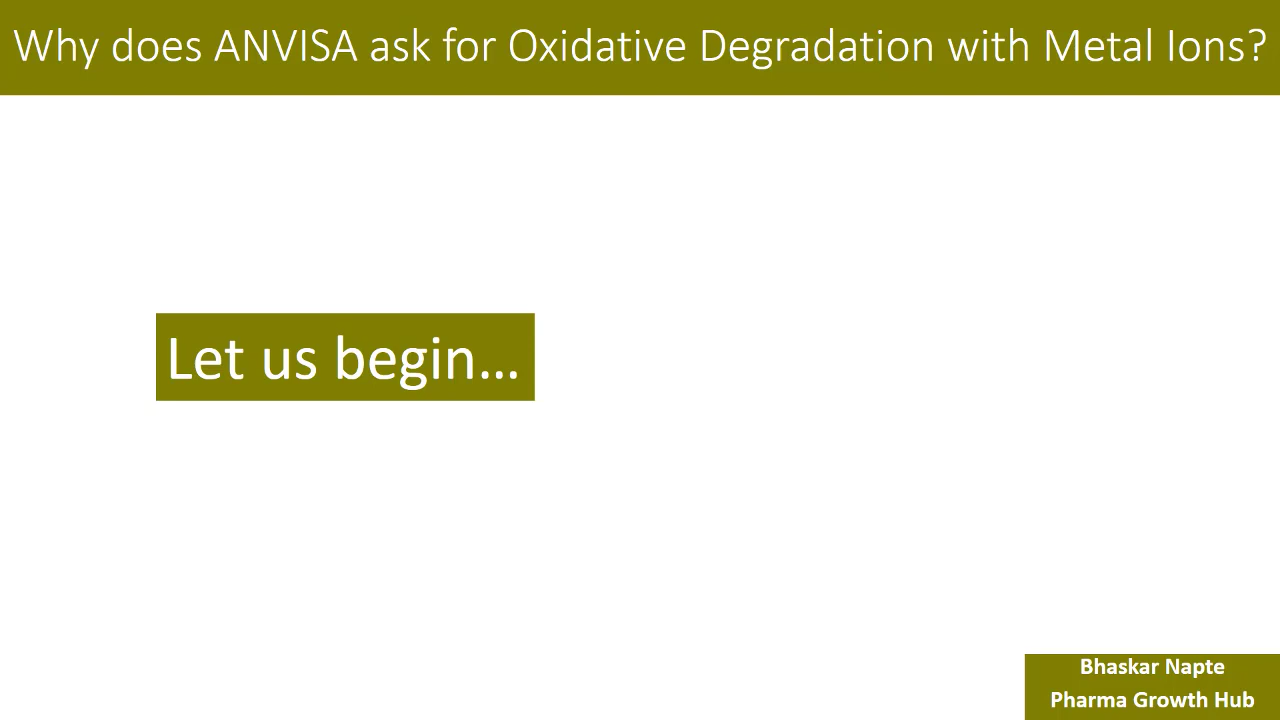 Why does ANVISA ask for Oxidative Degradation with Metal Ions?
Let us begin...
Bhaskar Napte
Pharma Growth Hub